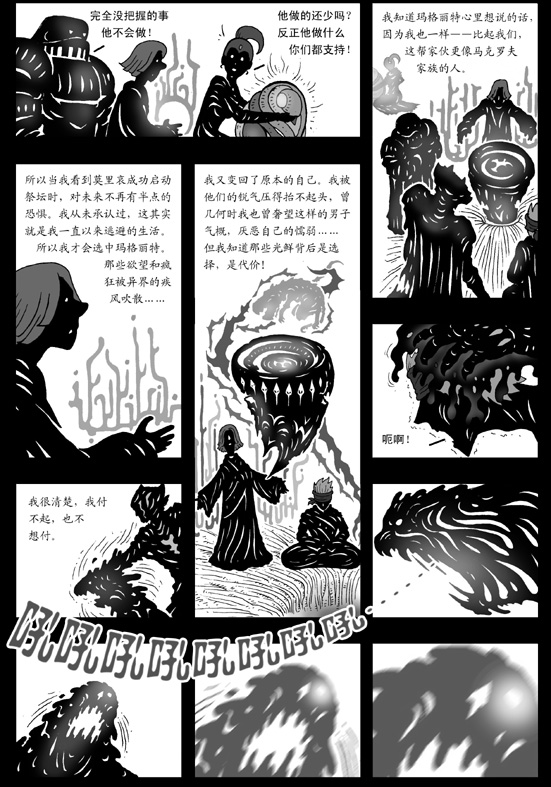 完全没把握的事
他不会做！
他做的还少吗？
反正他做什么
你们都支持！
我知道玛格丽特心里想说的话，
因为我也一样——比起我们，
这帮家伙更像马克罗夫
家族的人。
所以当我看到莫里哀成功启动
祭坛时，对未来不再有半点的
恐惧。我从未承认过，这其实
就是我一直以来逃避的生活。
所以我才会选中玛格丽特。
那些欲望和疯
狂被异界的疾
风吹散……
我又变回了原本的自己。我被
他们的锐气压得抬不起头，曾
几何时我也曾奢望这样的男子
气概，厌恶自己的懦弱……
但我知道那些光鲜背后是选
择，是代价！
呃啊！
我很清楚，我付
不起，也不
想付。
吼吼吼吼吼吼吼吼